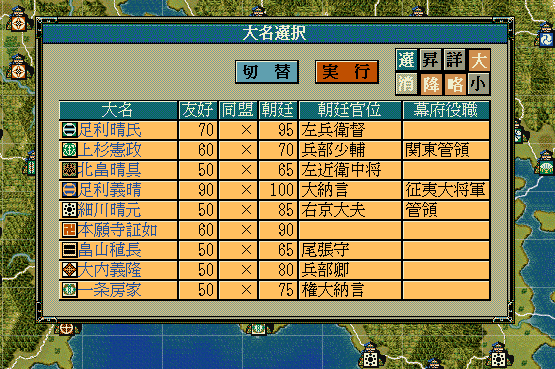 大名選択
切替 実行 選 昇 詳 大
消 降 略 小
大名 友好 同盟 朝廷 朝廷官位 幕府役職
足利晴氏 70 × 95 左兵衛督
上杉憲政 60 × 70 兵部少輔 関東管領
北畠晴具 50 × 65 左近衛中将
足利義晴 90 × 100 大納言 征夷大将軍
細川晴元 50 × 85 右京大夫 管領
本願寺証如 60 × 90
畠山稙長 50 × 65 尾張守
大内義隆 50 × 80 兵部卿
一条房家 50 × 75 権大納言